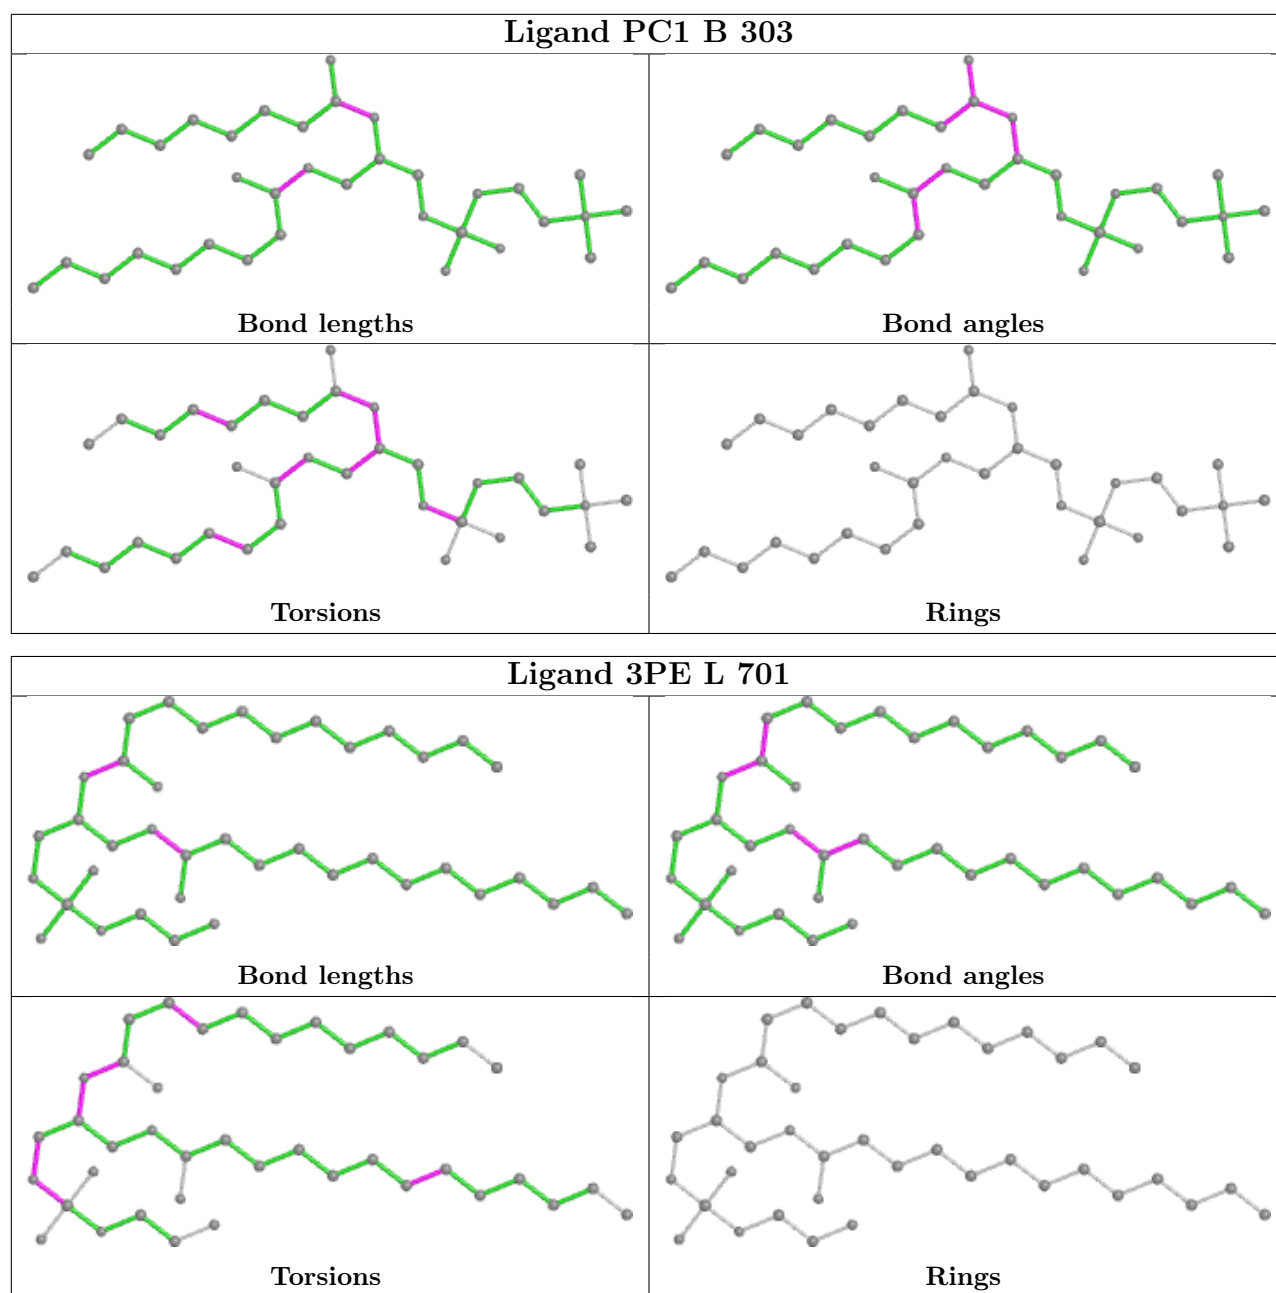 Ligand PC1 B 303
Bond lengths
Bond angles
Torsions
Rings
Ligand 3PE L 701
Bond lengths
Bond angles
Torsions
Rings